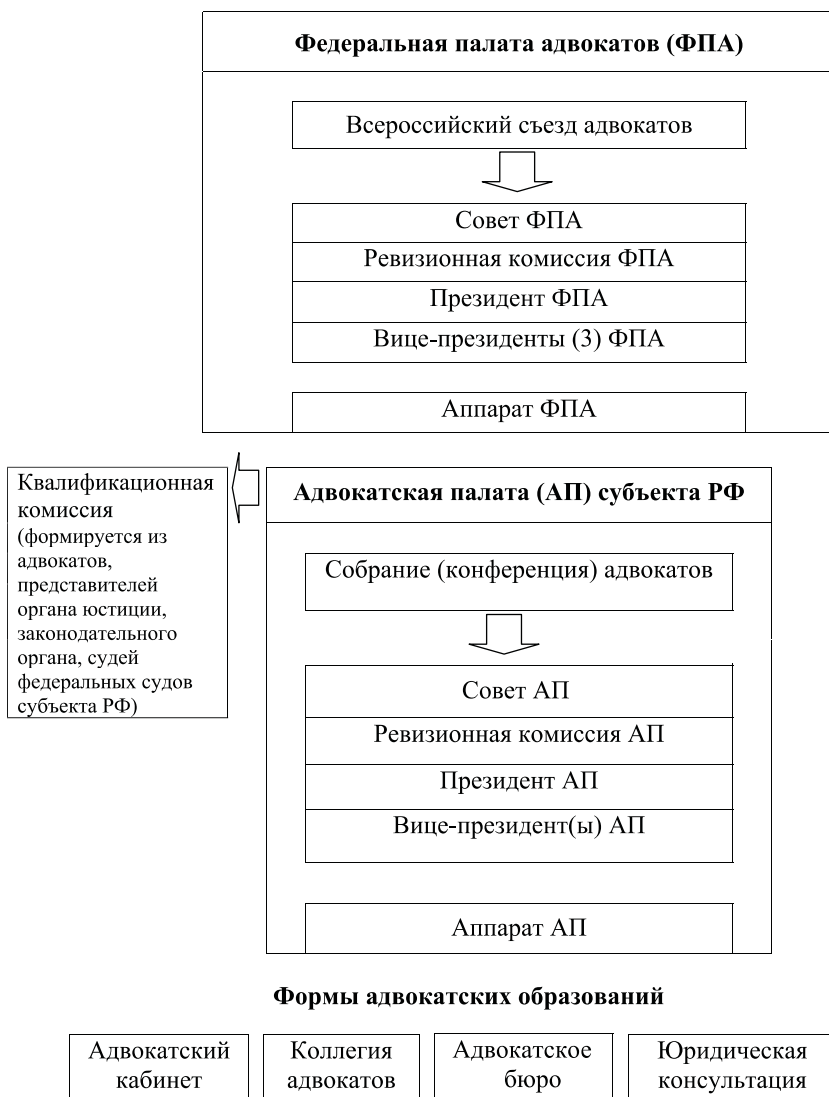 Федеральная палата адвокатов (ФПА)
Всероссийский съезд адвокатов
Совет ФПА
Ревизионная комиссия ФПА
Президент ФПА
Вице-президенты (3) ФПА
Аппарат ФПА
Квалификационная
комиссия
(формируется из
адвокатов,
представителей
органа юстиции,
законодательного
органа, судей
федеральных судов
субъекта РФ)
Адвокатская палата (АП) субъекта РФ
Собрание (конференция) адвокатов
Совет АП
Ревизионная комиссия АП
Президент АП
Вице-президент(ы) АП
Аппарат АП
Формы адвокатских образований
Адвокатский
кабинет
Коллегия
адвокатов
Адвокатское
бюро
Юридическая
консультация